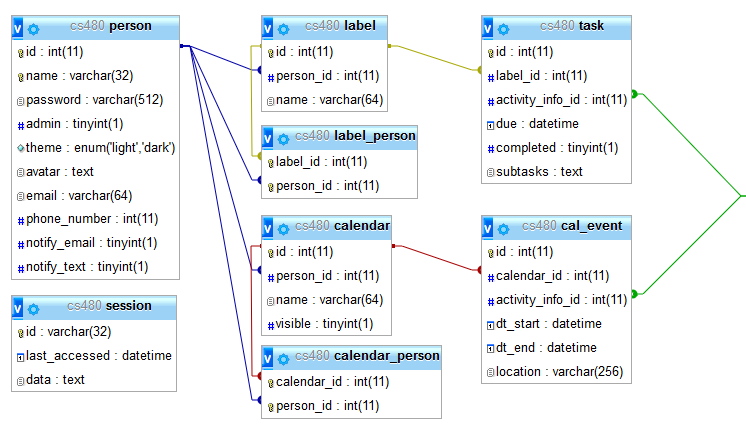 cs480 person
id : int(11)
name : varchar(32)
password : varchar(512)
admin : tinyint(1)
theme : enum('light','dark')
avatar : text
email : varchar(64)
phone_number : int(11)
notify_email : tinyint(1)
notify_text : tinyint(1)
cs480 session
id : varchar(32)
last_accessed : datetime
data : text
cs480 label
id : int(11)
person_id : int(11)
name : varchar(64)
cs480 label_person
label_id : int(11)
person_id : int(11)
cs480 calendar
id : int(11)
person_id : int(11)
name : varchar(64)
visible : tinyint(1)
cs480 calendar_person
calendar_id : int(11)
person_id : int(11)
cs480 task
id : int(11)
label_id : int(11)
activity_info_id : int(11)
due : datetime
completed : tinyint(1)
subtasks : text
cs480 cal_event
id : int(11)
calendar_id : int(11)
activity_info_id : int(11)
dt_start : datetime
dt_end : datetime
location : varchar(256)